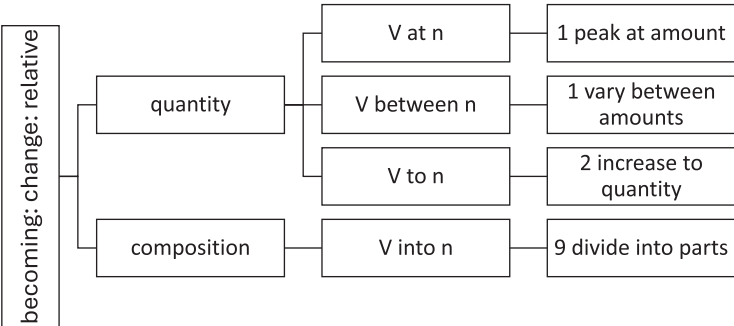 becoming: change: relative
quantity
V at n
1 peak at amount
V between n
1 vary between
amounts
V to n
2 increase to
quantity
composition
V into n
9 divide into parts